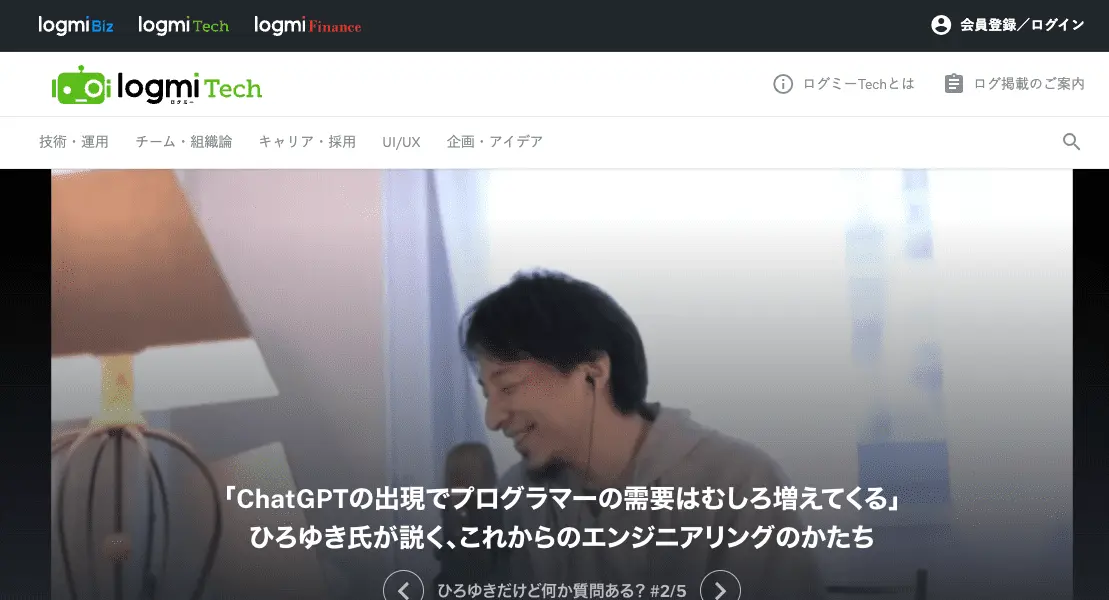 logmi Biz
logmi Tech
logmi Finance
会員登録／ログイン
logmi Tech
ログミー
ログミーTechとは
ログ掲載のご案内
技術・運用
チーム・組織論
キャリア・採用
UI/UX
企画・アイデア
「ChatGPTの出現でプログラマーの需要はむしろ増えてくる」
ひろゆき氏が説く、これからのエンジニアリングのかたち
ひろゆきだけど何か質問ある？ #2/5